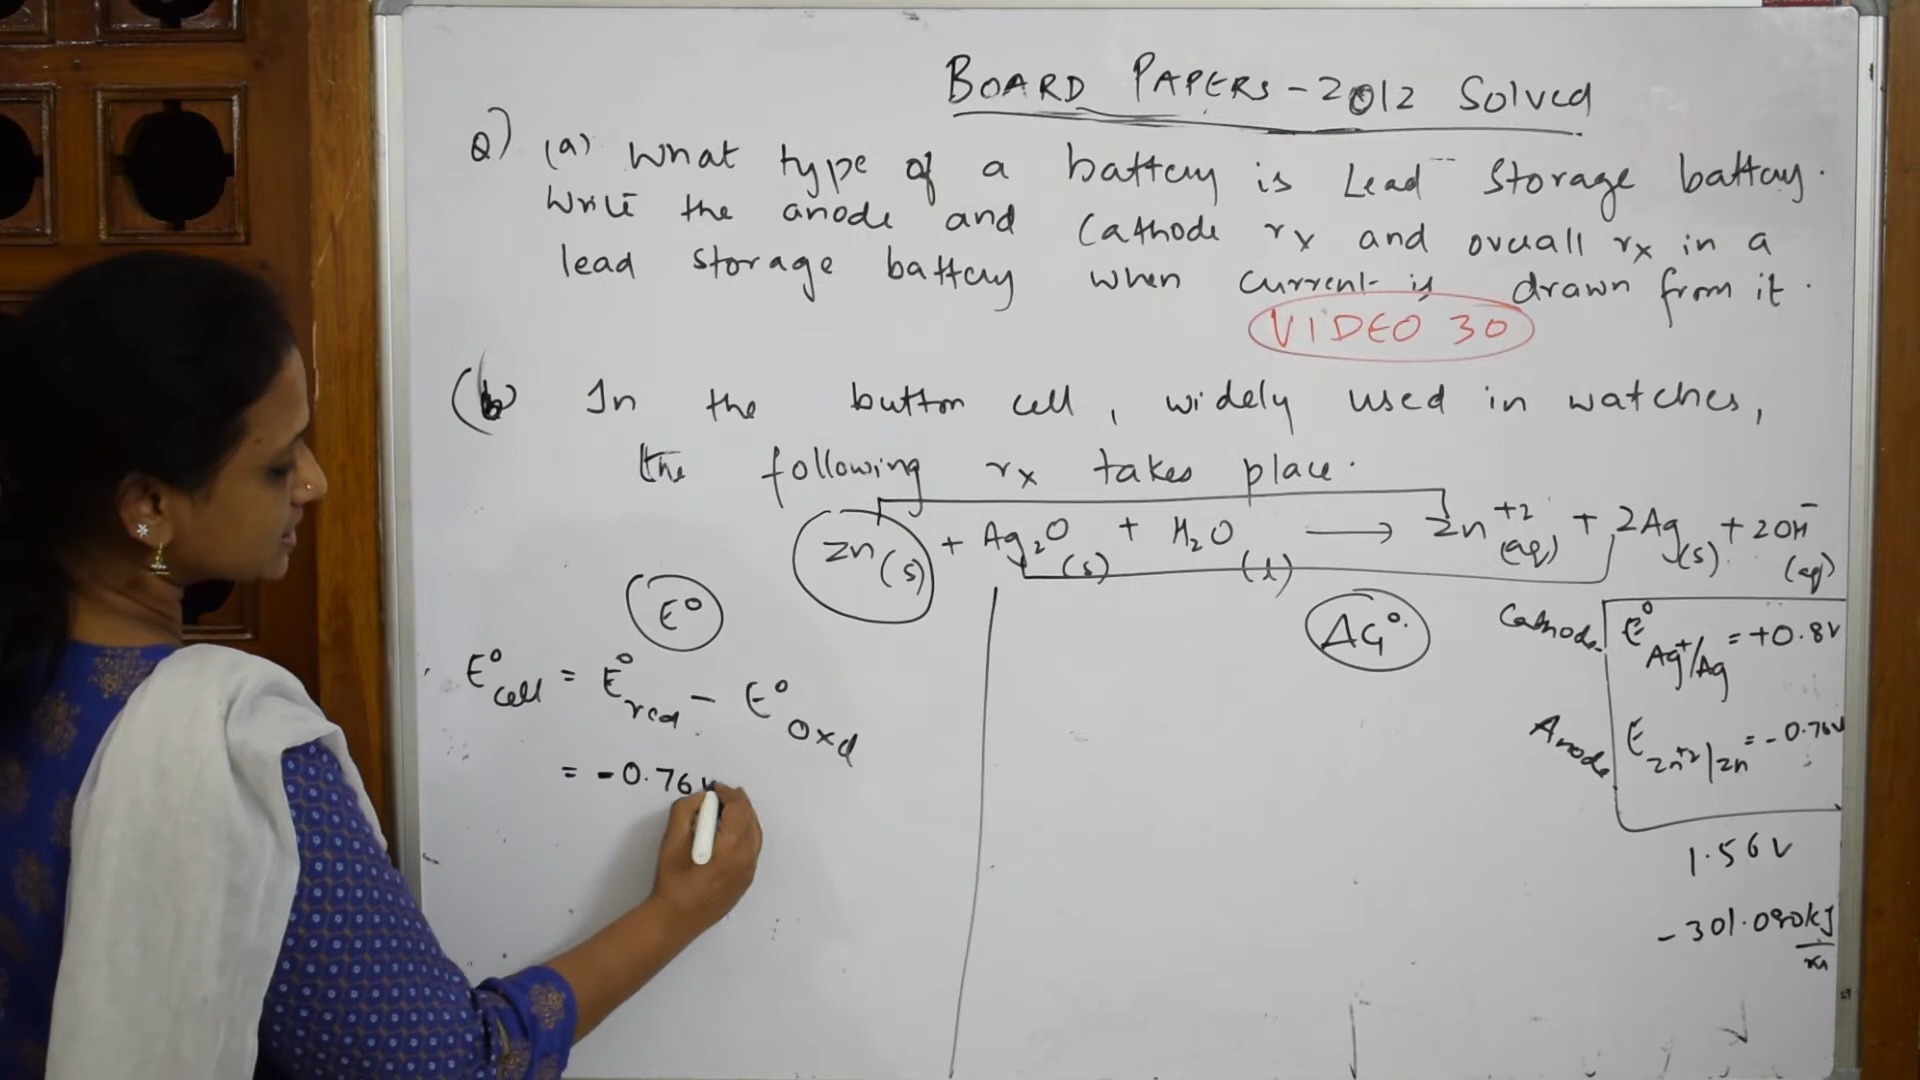 BOARD PAPERS - 2012 Solved
Q) (a) What type of a battery is Lead Storage battery.
Write the anode and Cathode rx and overall rx in a
lead storage battery when current is drawn from it.
VIDEO 30
(b) In the button cell, widely used in watches,
the following rx takes place.
Zn(s) + Ag₂O(s) + H₂O(l) → Zn⁺²(aq) + 2Ag(s) + 2OH⁻(aq)
E° 
ΔG°
Cathode E°Ag⁺/Ag = +0.8V
E°cell = E°red - E°oxd
Anode EZn⁺²/Zn = -0.76V
= -0.76V
1.56V
-301.080kJ